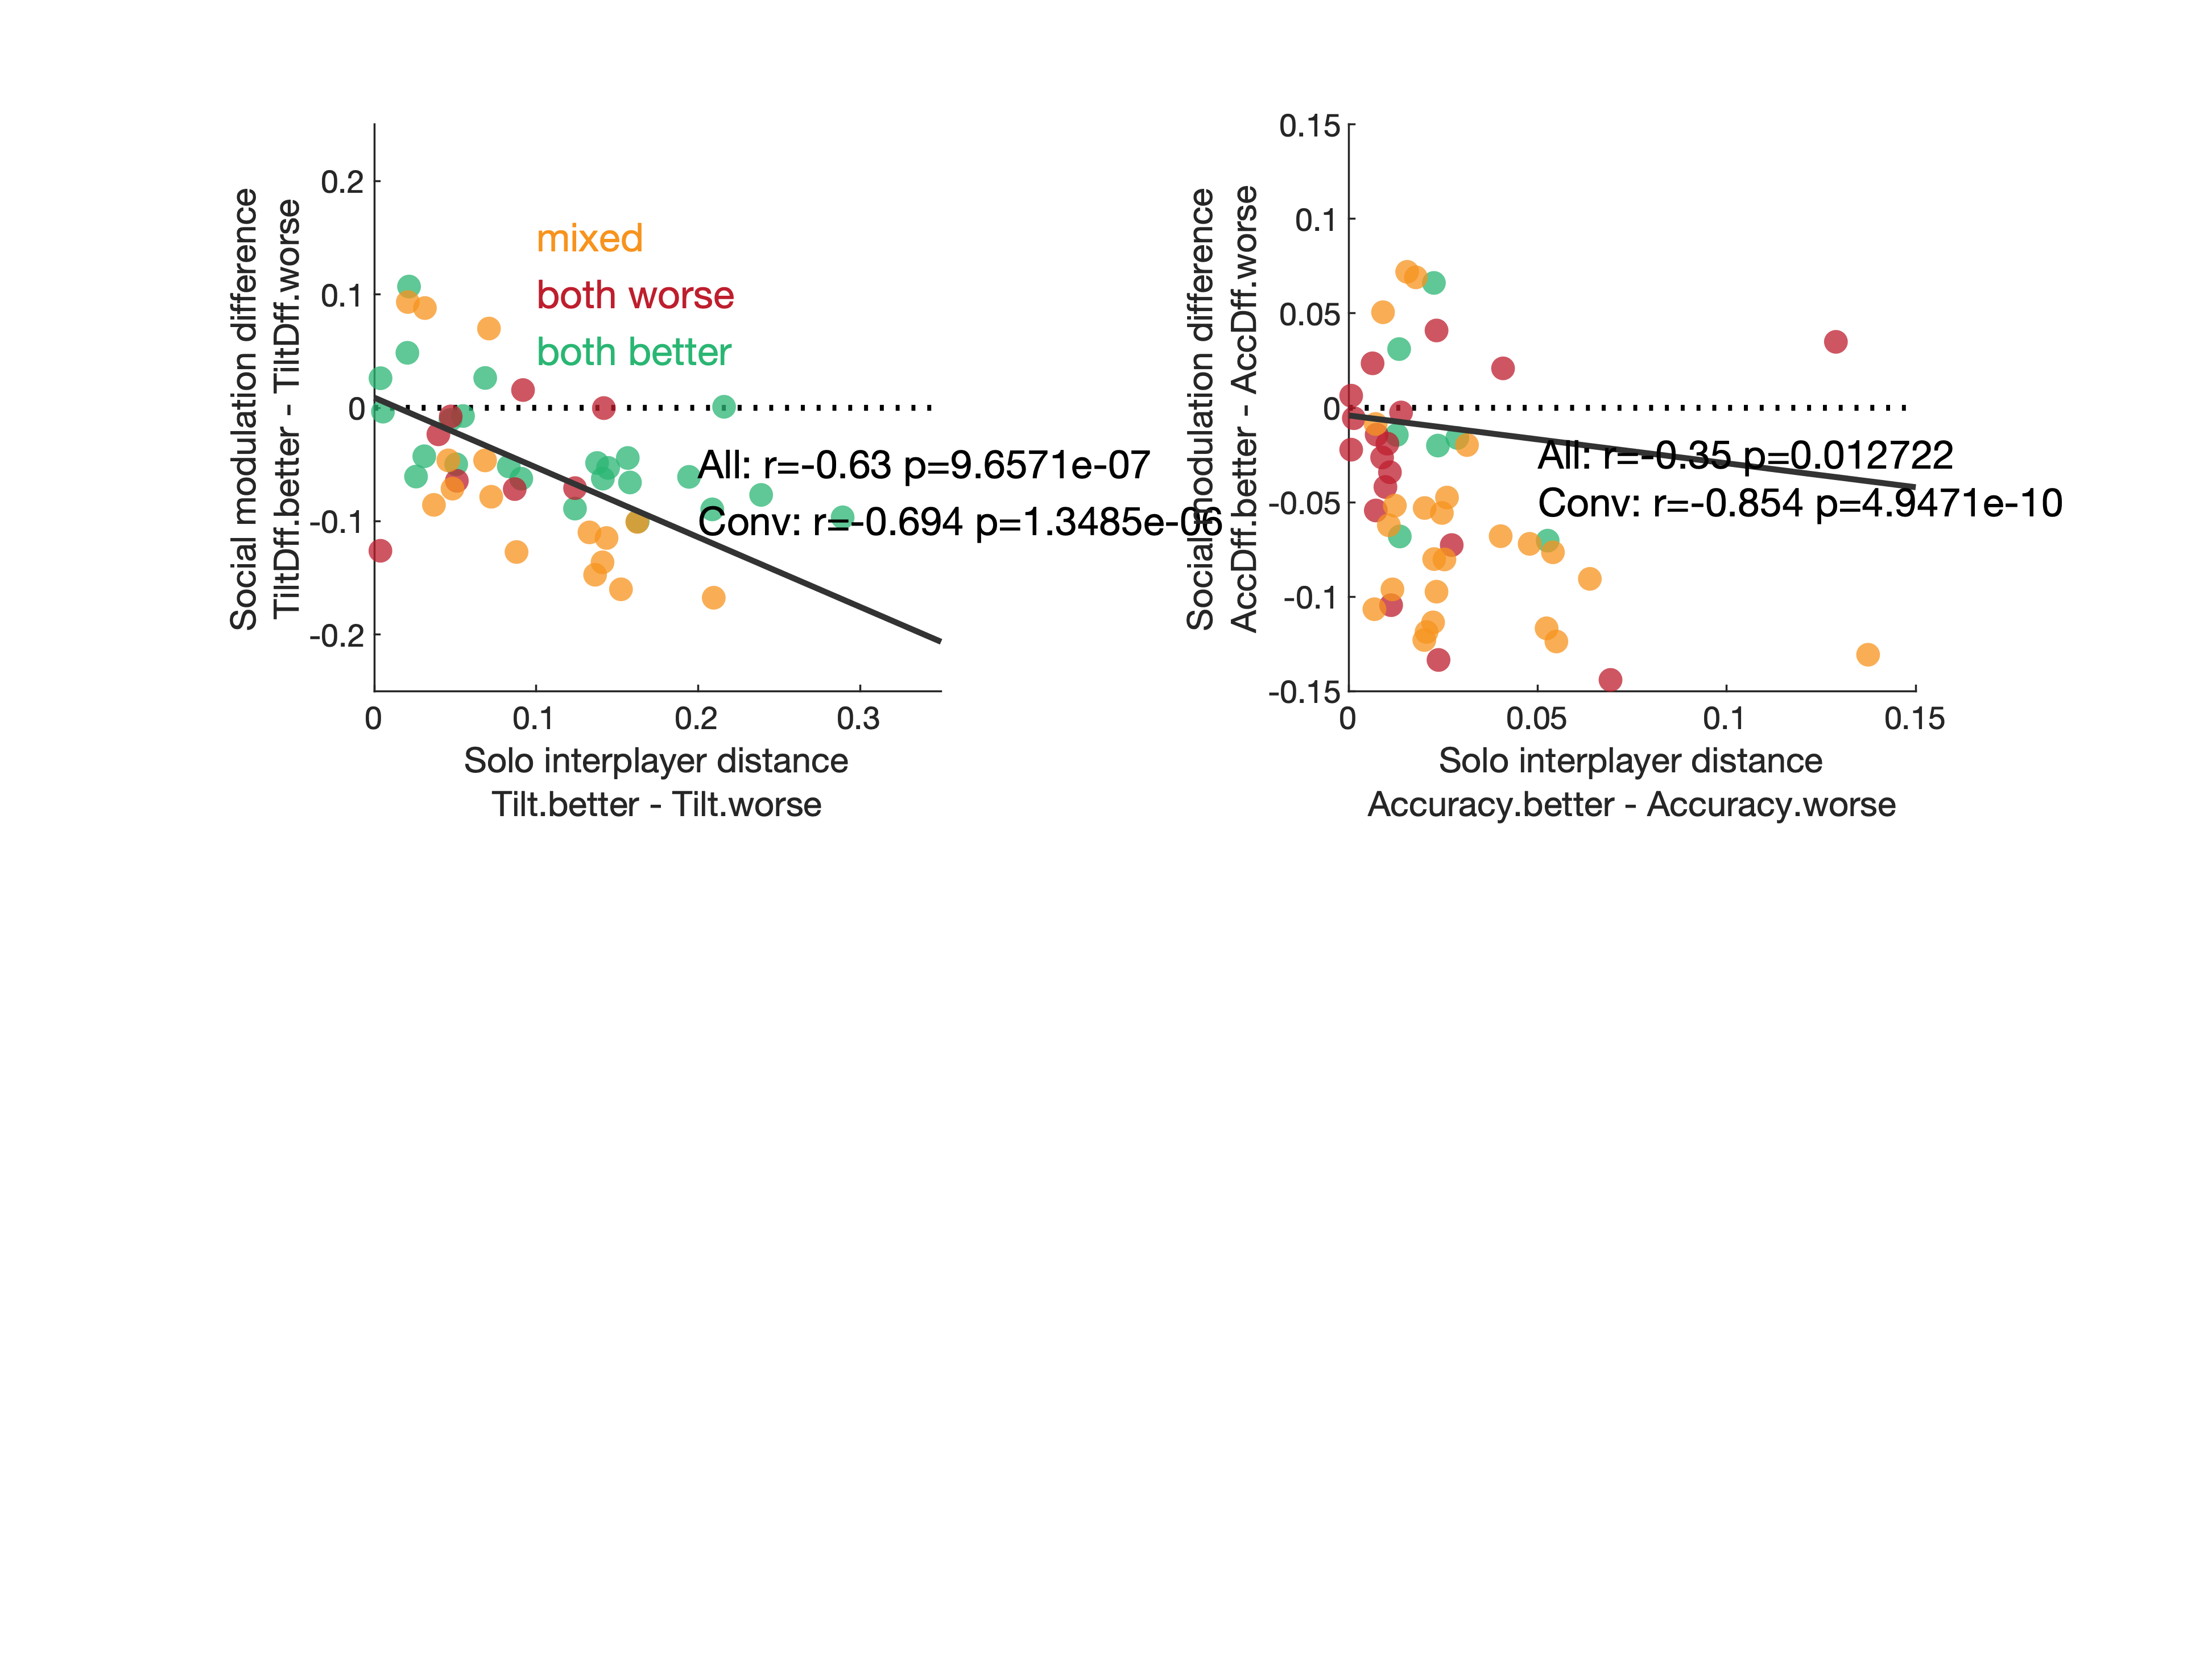 Social modulation difference
TiltDff.better - TiltDff.worse
0.2
0.1
0
-0.1
-0.2
mixed
both worse
both better
All: r=-0.63 p=9.6571e-07
Conv: r=-0.694 p=1.3485e-06
0
0.1
0.2
0.3
Solo interplayer distance
Tilt.better - Tilt.worse
Social modulation difference
AccDff.better - AccDff.worse
0.15
0.1
0.05
0
-0.05
-0.1
-0.15
All: r=-0.35 p=0.012722
Conv: r=-0.854 p=4.9471e-10
0
0.05
0.1
0.15
Solo interplayer distance
Accuracy.better - Accuracy.worse